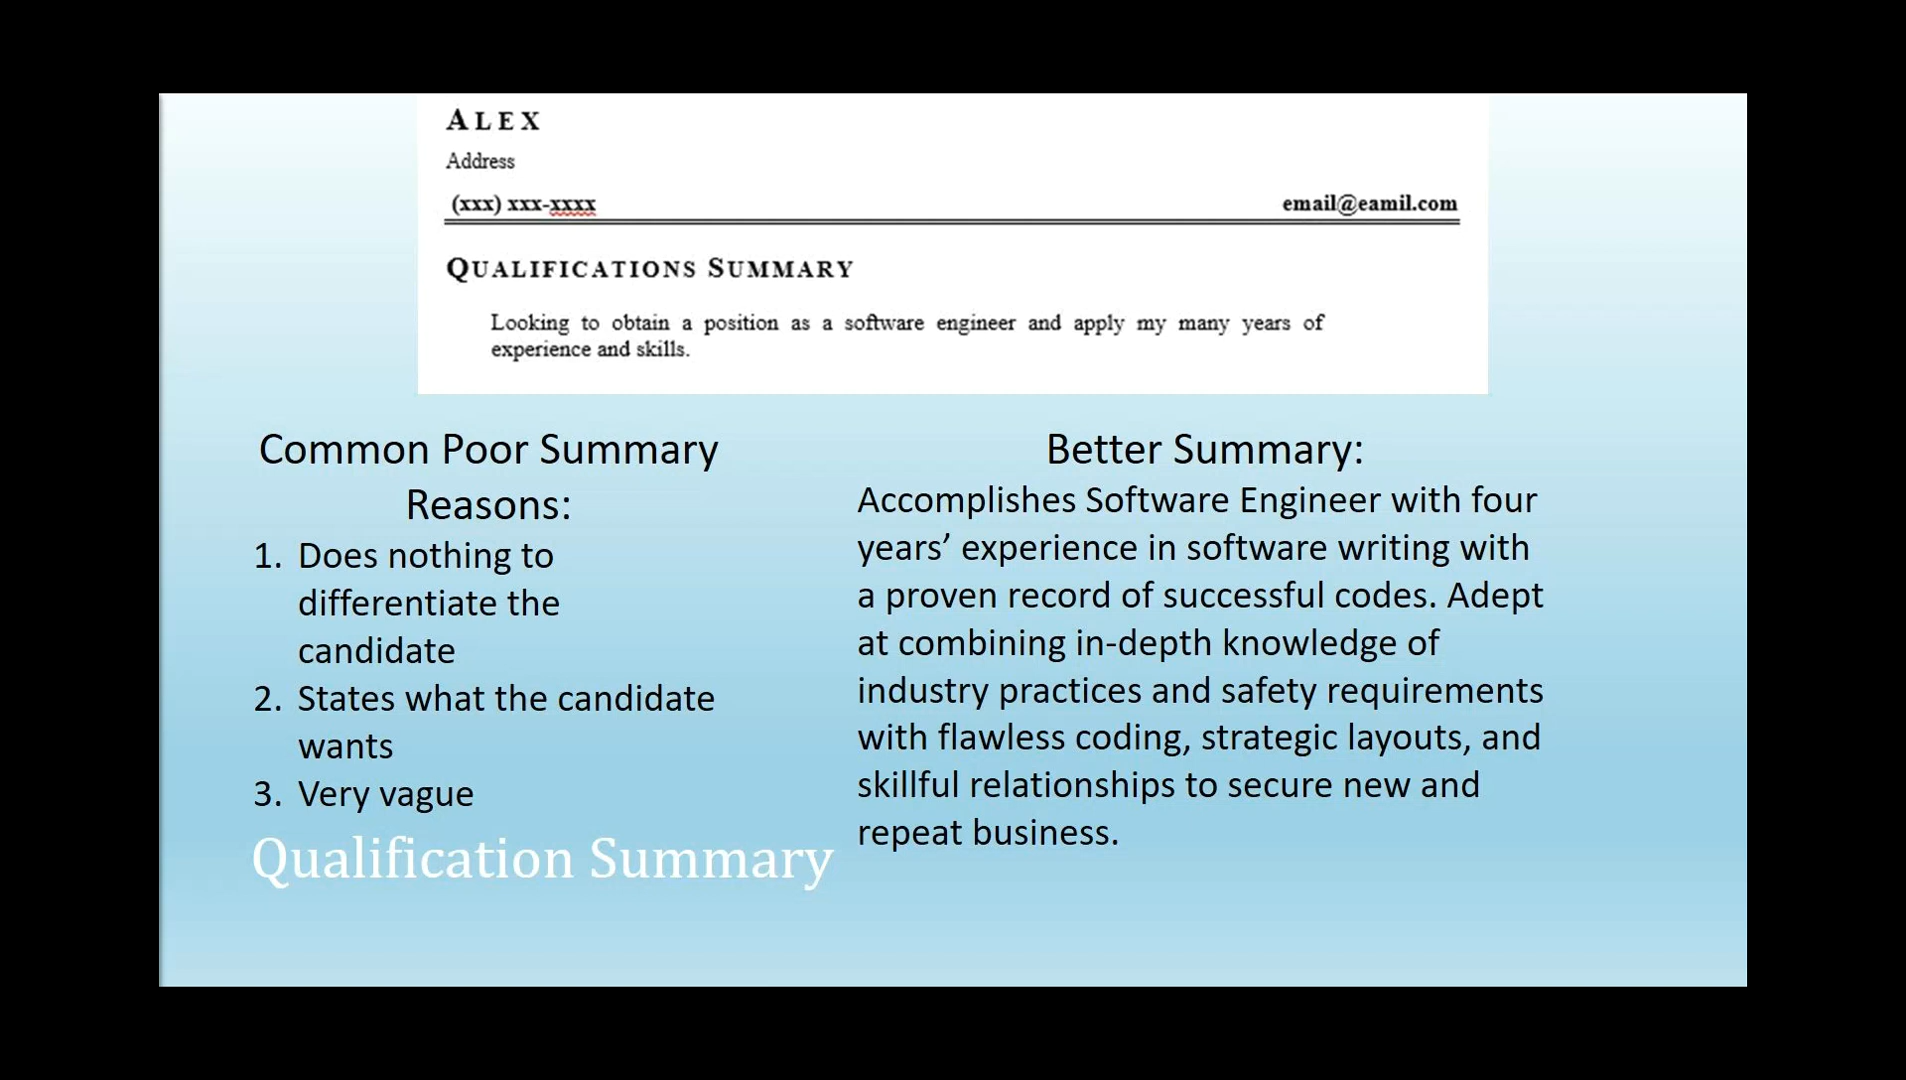 ALEX
Address
(xxx) xxx-xxxx
email@eamil.com
QUALIFICATIONS SUMMARY
Looking to obtain a position as a software engineer and apply my many years of
experience and skills.
Common Poor Summary
Reasons:
1. Does nothing to
differentiate the
candidate
2. States what the candidate
wants
3. Very vague
Better Summary:
Accomplishes Software Engineer with four
years’ experience in software writing with
a proven record of successful codes. Adept
at combining in-depth knowledge of
industry practices and safety requirements
with flawless coding, strategic layouts, and
skillful relationships to secure new and
repeat business.
Qualification Summary